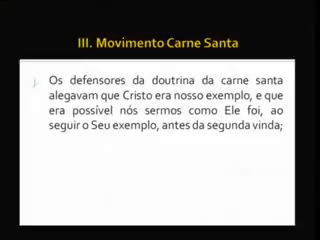 III. Movimento Carne Santa
j. Os defensores da doutrina da carne santa
alegavam que Cristo era nosso exemplo, e que
era possível nós sermos como Ele foi, ao
seguir o Seu exemplo, antes da segunda vinda;